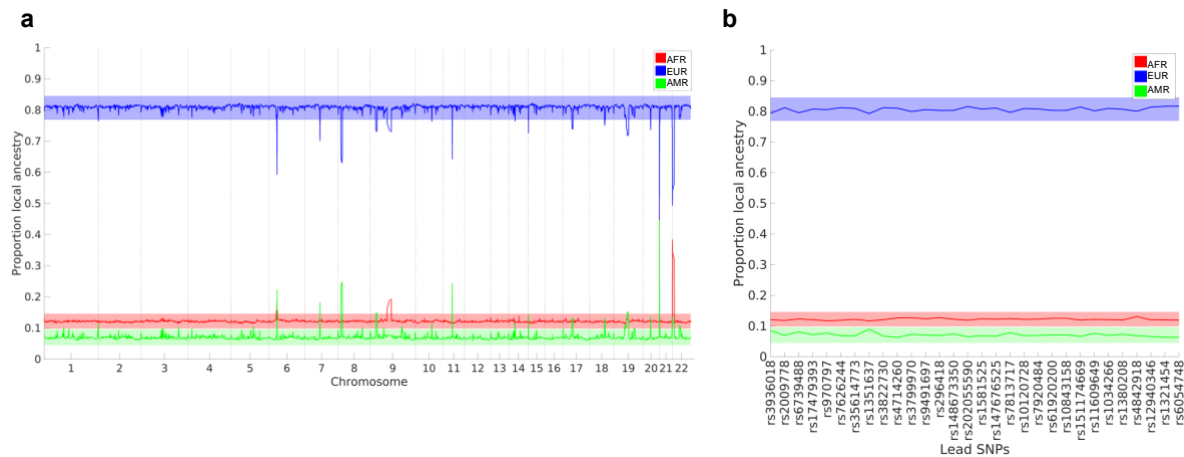 a
Proportion local ancestry
1
0.9
0.8
0.7
0.6
0.5
0.4
0.3
0.2
0.1
0
AFR
EUR
AMR
1 2 3 4 5 6 7 8 9 10 11 12 13 14 15 16 17 18 19 20 21 22
Chromosome
b
Proportion local ancestry
1
0.9
0.8
0.7
0.6
0.5
0.4
0.3
0.2
0.1
0
AFR
EUR
AMR
rs3936018
rs2009778
rs6739488
rs17479393
rs970797
rs76226244
rs35614773
rs13516337
rs3822730
rs4714260
rs3799970
rs9491697
rs296418
rs148673350
rs202055590
rs1581525
rs147676525
rs7813717
rs10120728
rs7920484
rs61920200
rs10843158
rs151174669
rs11609649
rs1034266
rs1380208
rs4842918
rs12940346
rs1321454
rs6054748
Lead SNPs